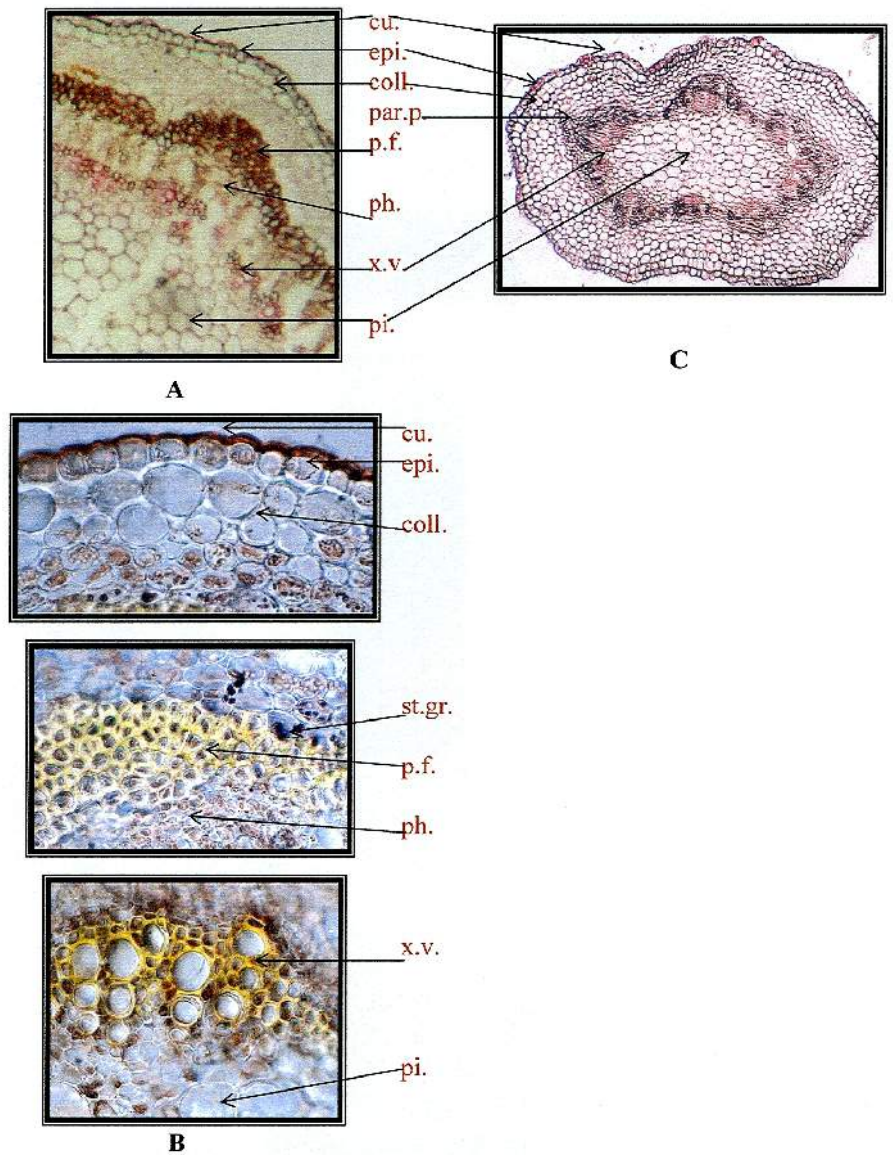 cu.
epi.
coll.
par.p.
p.f.
ph.
x.v.
pi.
A
C
cu.
epi.
coll.
st.gr.
p.f.
ph.
x.v.
pi.
B